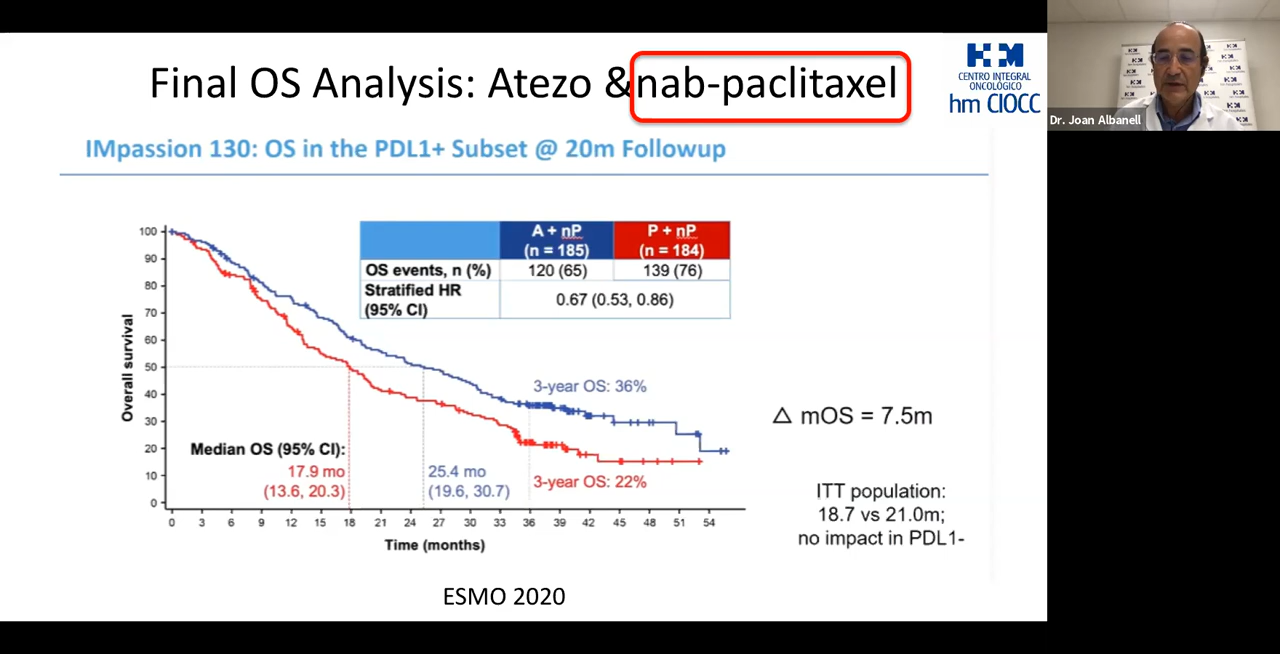 Final OS Analysis: Atezo & nab-paclitaxel
HM
CENTRO INTEGRAL
ONCOLÓGICO
hm CIOCC
Dr. Joan Albanell
IMpassion 130: OS in the PDL1+ Subset @ 20m Followup
A + nP
(n = 185)
P + nP
(n = 184)
OS events, n (%)
120 (65)
139 (76)
Stratified HR
(95% CI)
0.67 (0.53, 0.86)
Overall survival
100
90
80
70
60
50
40
30
20
10
0
3-year OS: 36%
Median OS (95% CI):
17.9 mo
(13.6, 20.3)
25.4 mo
(19.6, 30.7)
3-year OS: 22%
0 3 6 9 12 15 18 21 24 27 30 33 36 39 42 45 48 51 54
Time (months)
△ mOS = 7.5m
ITT population:
18.7 vs 21.0m;
no impact in PDL1-
ESMO 2020